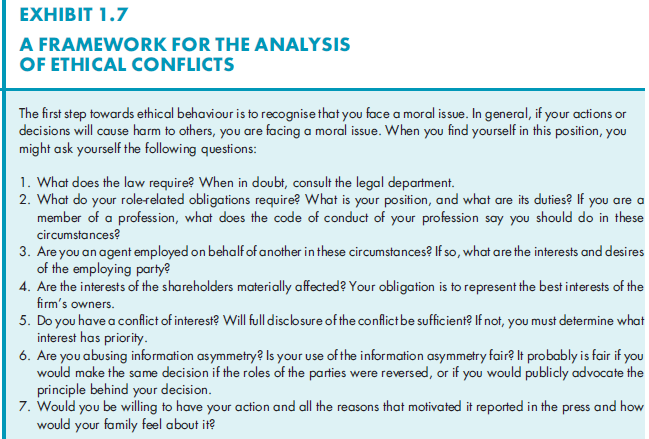 EXHIBIT 1.7
A FRAMEWORK FOR THE ANALYSIS
OF ETHICAL CONFLICTS
The first step towards ethical behaviour is to recognise that you face a moral issue. In general, if your actions or
decisions will cause harm to others, you are facing a moral issue. When you find yourself in this position, you
might ask yourself the following questions:
1. What does the law require? When in doubt, consult the legal department.
2. What do your role-related obligations require? What is your position, and what are its duties? If you are a
member of a profession, what does the code of conduct of your profession say you should do in these
circumstances?
3. Are you an agent employed on behalf of another in these circumstances? If so, what are the interests and desires
of the employing party?
4. Are the interests of the shareholders materially affected? Your obligation is to represent the best interests of the
firm's owners.
5. Do you have a conflict of interest? Will full disclosure of the conflict be sufficient? If not, you must determine what
interest has priority.
6. Are you abusing information asymmetry? Is your use of the information asymmetry fair? It probably is fair if you
would make the same decision if the roles of the parties were reversed, or if you would publicly advocate the
principle behind your decision.
7. Would you be willing to have your action and all the reasons that motivated it reported in the press and how
would your family feel about it?